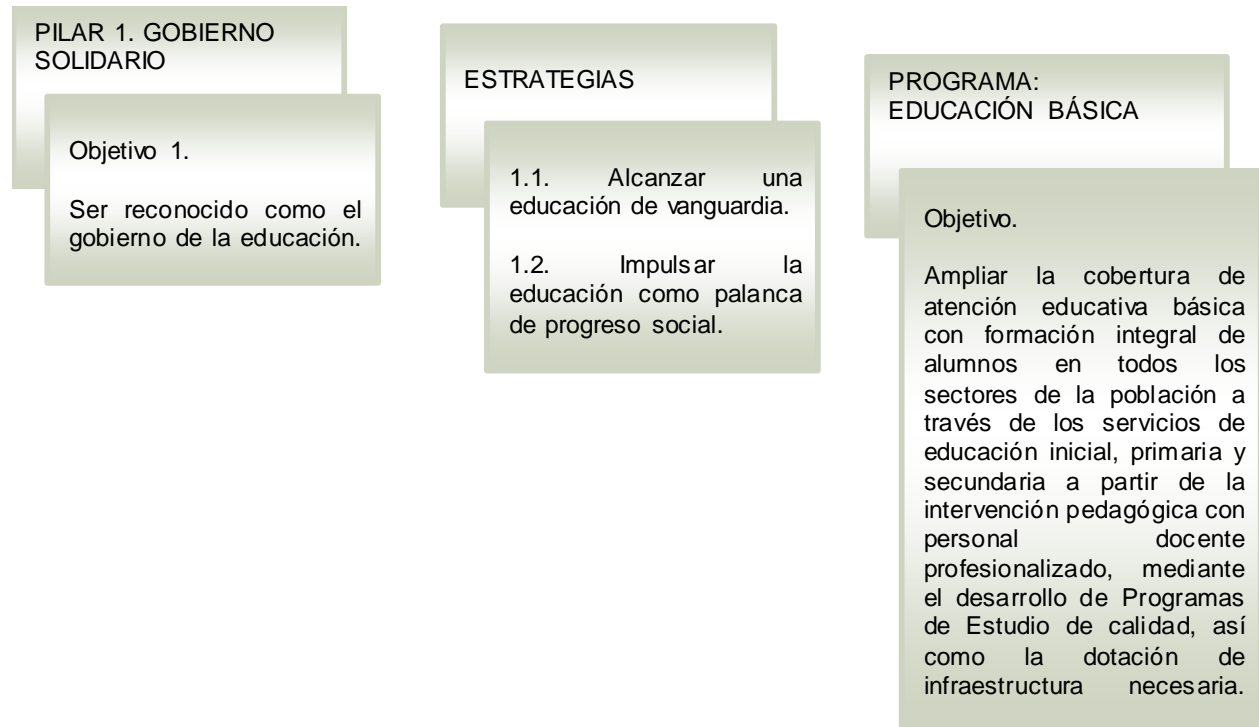 PILAR 1. GOBIERNO
SOLIDARIO
Objetivo 1.
Ser reconocido como el
gobierno de la educación.
ESTRATEGIAS
1.1. Alcanzar una
educación de vanguardia.
1.2. Impulsar la
educación como palanca
de progreso social.
PROGRAMA:
EDUCACIÓN BÁSICA
Objetivo.
Ampliar la cobertura de
atención educativa básica
con formación integral de
alumnos en todos los
sectores de la población a
través de los servicios de
educación inicial, primaria y
secundaria a partir de la
intervención pedagógica con
personal docente
profesionalizado, mediante
el desarrollo de Programas
de Estudio de calidad, así
como la dotación de
infraestructura necesaria.